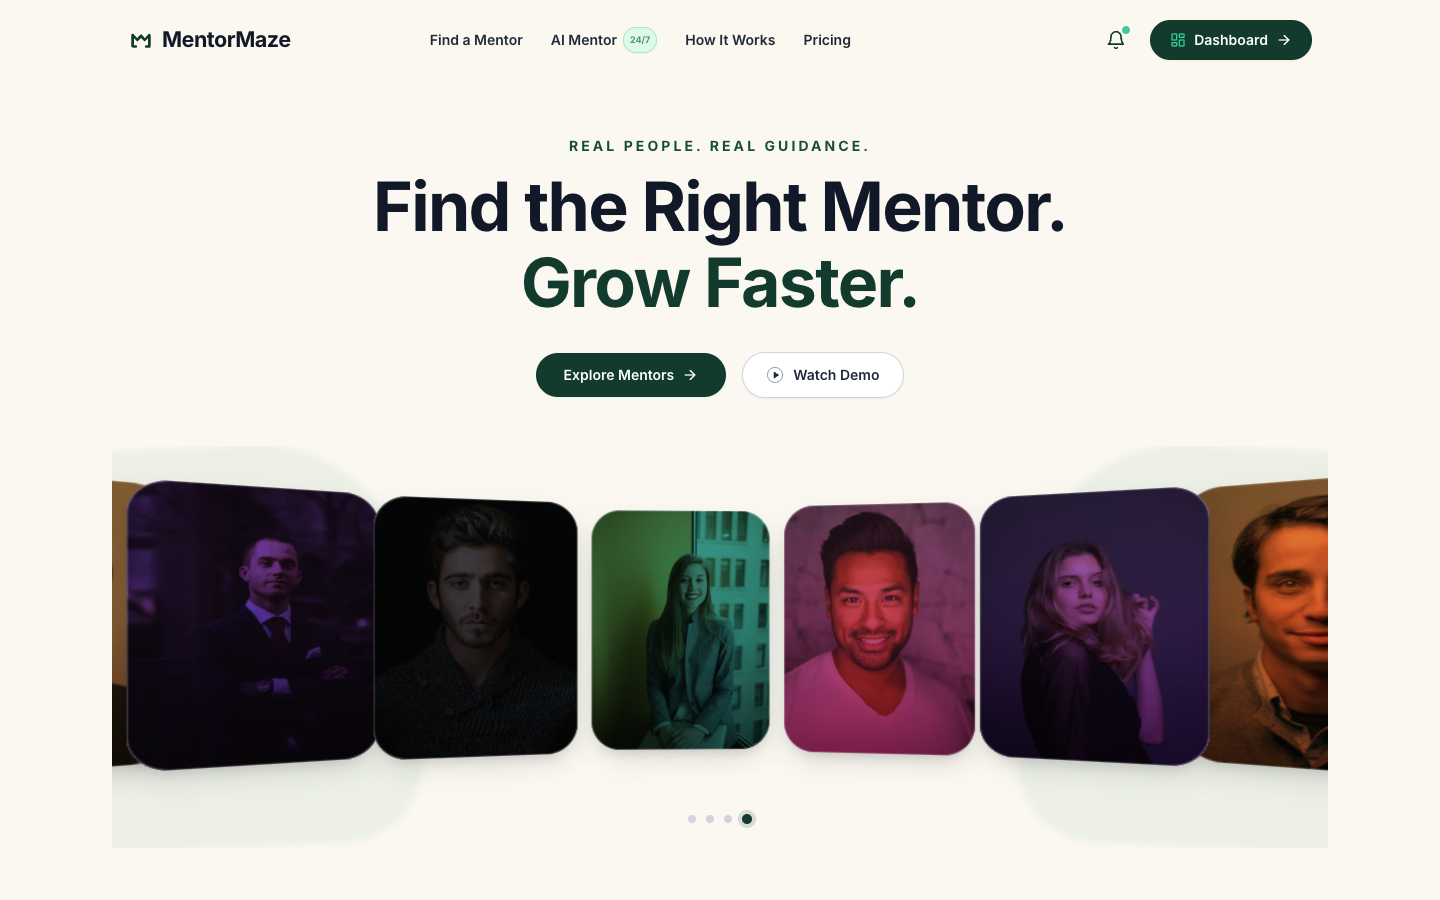 MentorMaze
Find a Mentor
AI Mentor 24/7
How It Works
Pricing
Dashboard
REAL PEOPLE. REAL GUIDANCE.
Find the Right Mentor.
Grow Faster.
Explore Mentors
Watch Demo